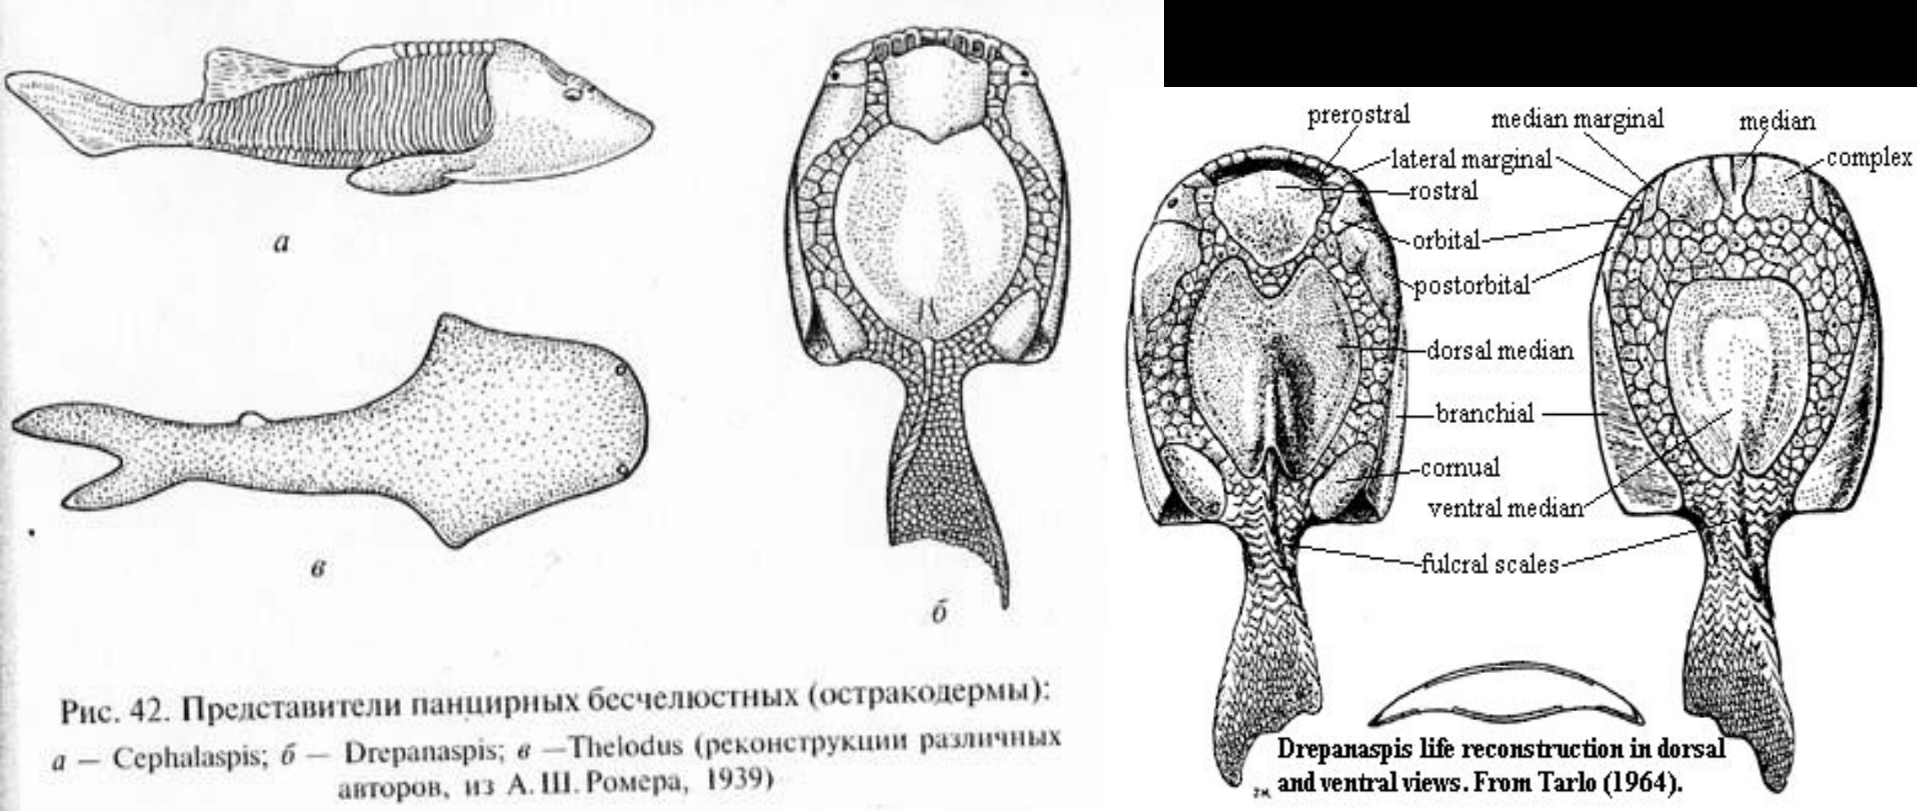 а
б
в
Рис. 42. Представители панцирных бесчелюстных (остракодермы):
а — Cephalaspis; б — Drepanaspis; в —Thelodus (реконструкции различных
авторов, из А. Ш. Ромера, 1939)
prerostral
median marginal
median
lateral marginal
complex
rostral
orbital
postorbital
dorsal median
branchial
cornual
ventral median
fulcral scales
Drepanaspis life reconstruction in dorsal
and ventral views. From Tarlo (1964).